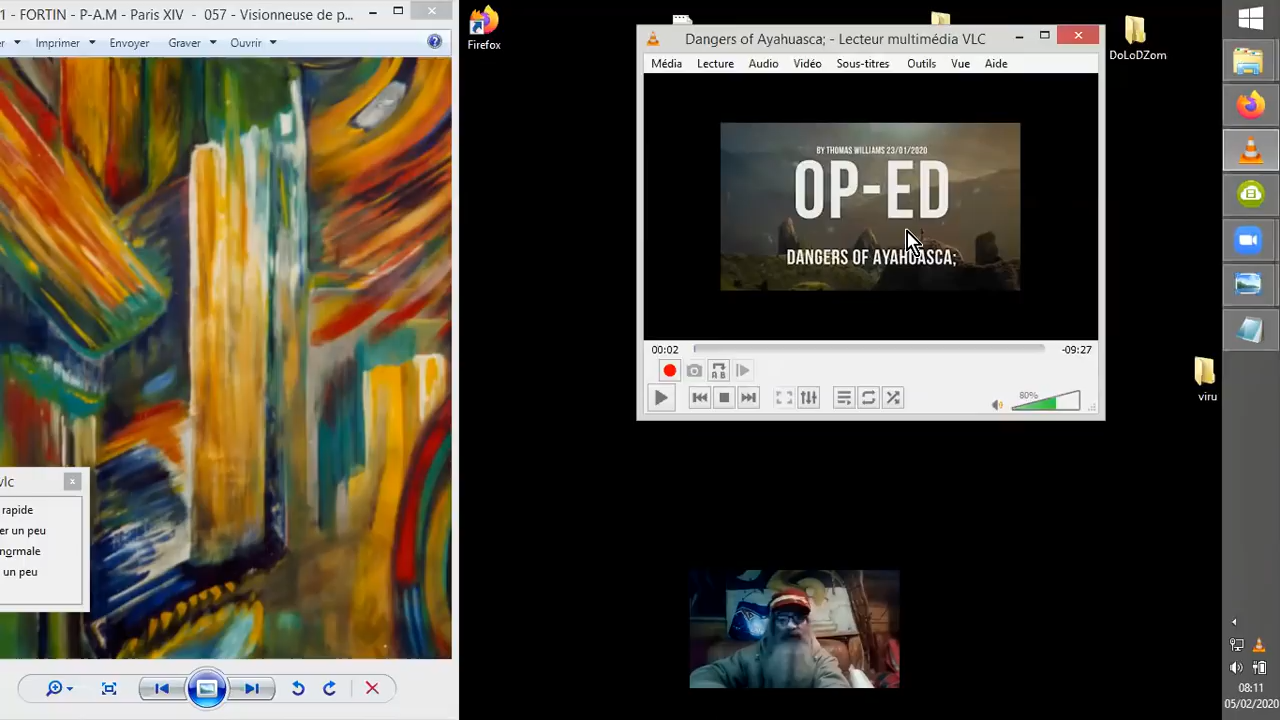 - FORTIN - P-A-M - Paris XIV - 057 - Visionneuse de p...
Imprimer
Envoyer
Graver
Ouvrir
rapide
er un peu
normale
un peu
Firefox
DoLoDZom
Dangers of Ayahuasca; - Lecteur multimédia VLC
Média Lecture Audio Vidéo Sous-titres Outils Vue Aide
BY THOMAS WILLIAMS 23/01/2020
OP-ED
DANGERS OF AYAHUASCA;
00:02
-09:27
A B
80%
viru
08:11
05/02/2020